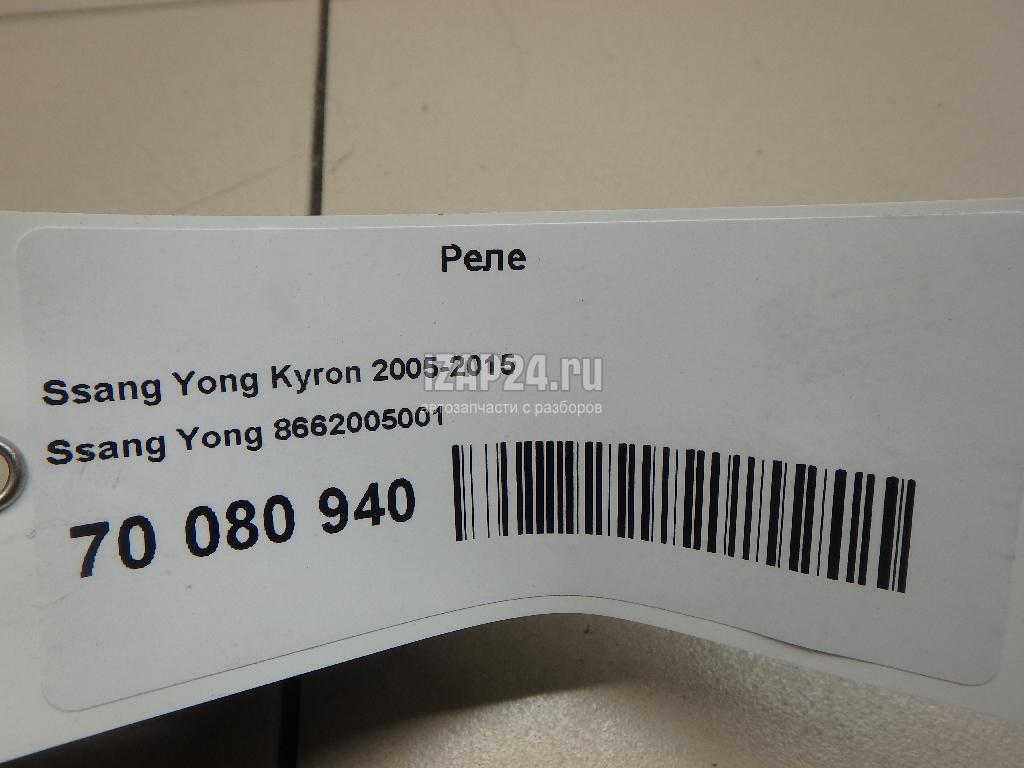 Реле
Ssang Yong Kyron 2005-2015
iZAP24.ru
автозапчасти с разборов
Ssang Yong 8662005001
70 080 940